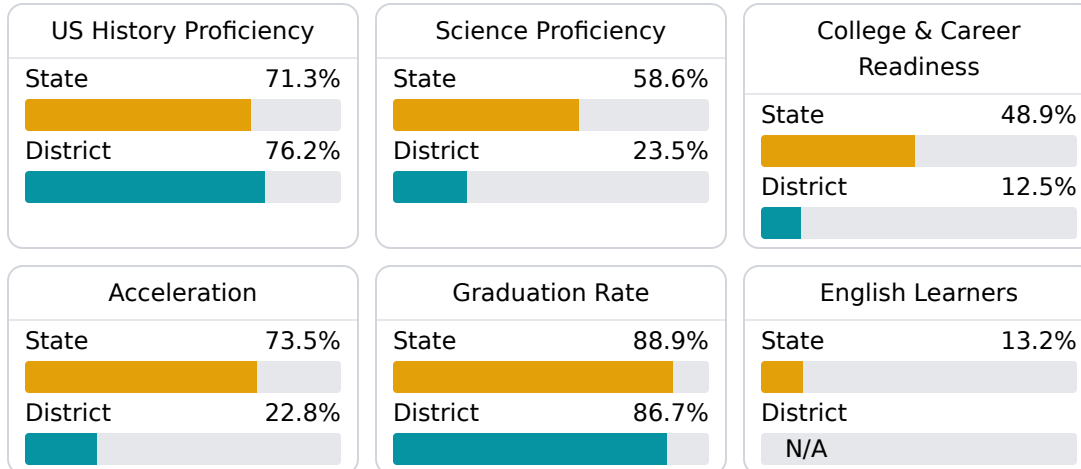 US History Proficiency
State 71.3%
District 76.2%
Science Proficiency
State 58.6%
District 23.5%
College & Career
Readiness
State 48.9%
District 12.5%
Acceleration
State 73.5%
District 22.8%
Graduation Rate
State 88.9%
District 86.7%
English Learners
State 13.2%
District
N/A